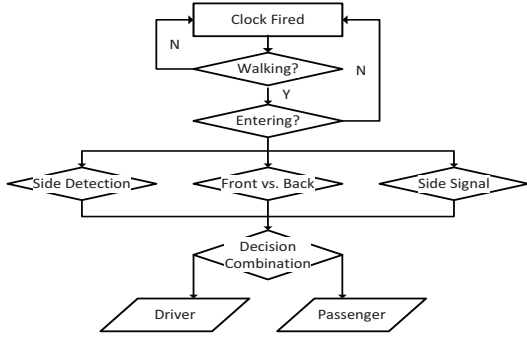 Clock Fired
N
Walking?
N
Y
Entering?
Side Detection
Front vs. Back
Side Signal
Decision
Combination
Driver
Passenger